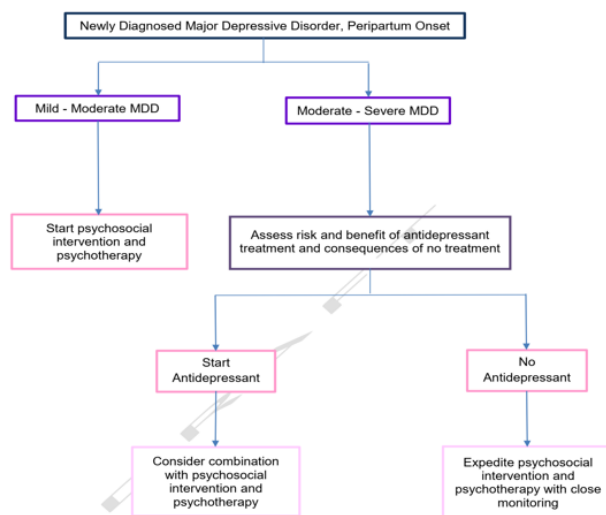 Newly Diagnosed Major Depressive Disorder, Peripartum Onset
Mild - Moderate MDD
Moderate - Severe MDD
Start psychosocial
intervention and
psychotherapy
Assess risk and benefit of antidepressant
treatment and consequences of no treatment
Start
Antidepressant
No
Antidepressant
Consider combination
with psychosocial
intervention and
psychotherapy
Expedite psychosocial
intervention and
psychotherapy with close
monitoring